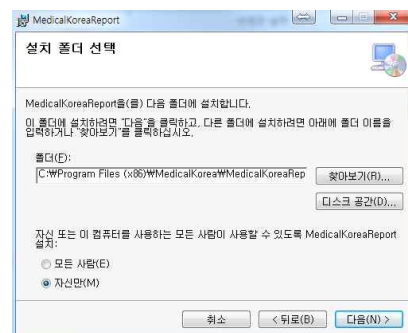 MedicalKoreaReport
설치 폴더 선택
MedicalKoreaReport을(를) 다음 폴더에 설치합니다.
이 폴더에 설치하려면 "다음"을 클릭하고, 다른 폴더에 설치하려면 아래에 폴더 이름을
입력하거나 "찾아보기"를 클릭하십시오.
폴더(F):
C:₩Program Files (x86)₩MedicalKorea₩MedicalKoreaRep
찾아보기(R)...
디스크 공간(D)...
자신 또는 이 컴퓨터를 사용하는 모든 사람이 사용할 수 있도록 MedicalKoreaReport
설치:
모든 사람(E)
자신만(M)
취소
< 뒤로(B)
다음(N) >